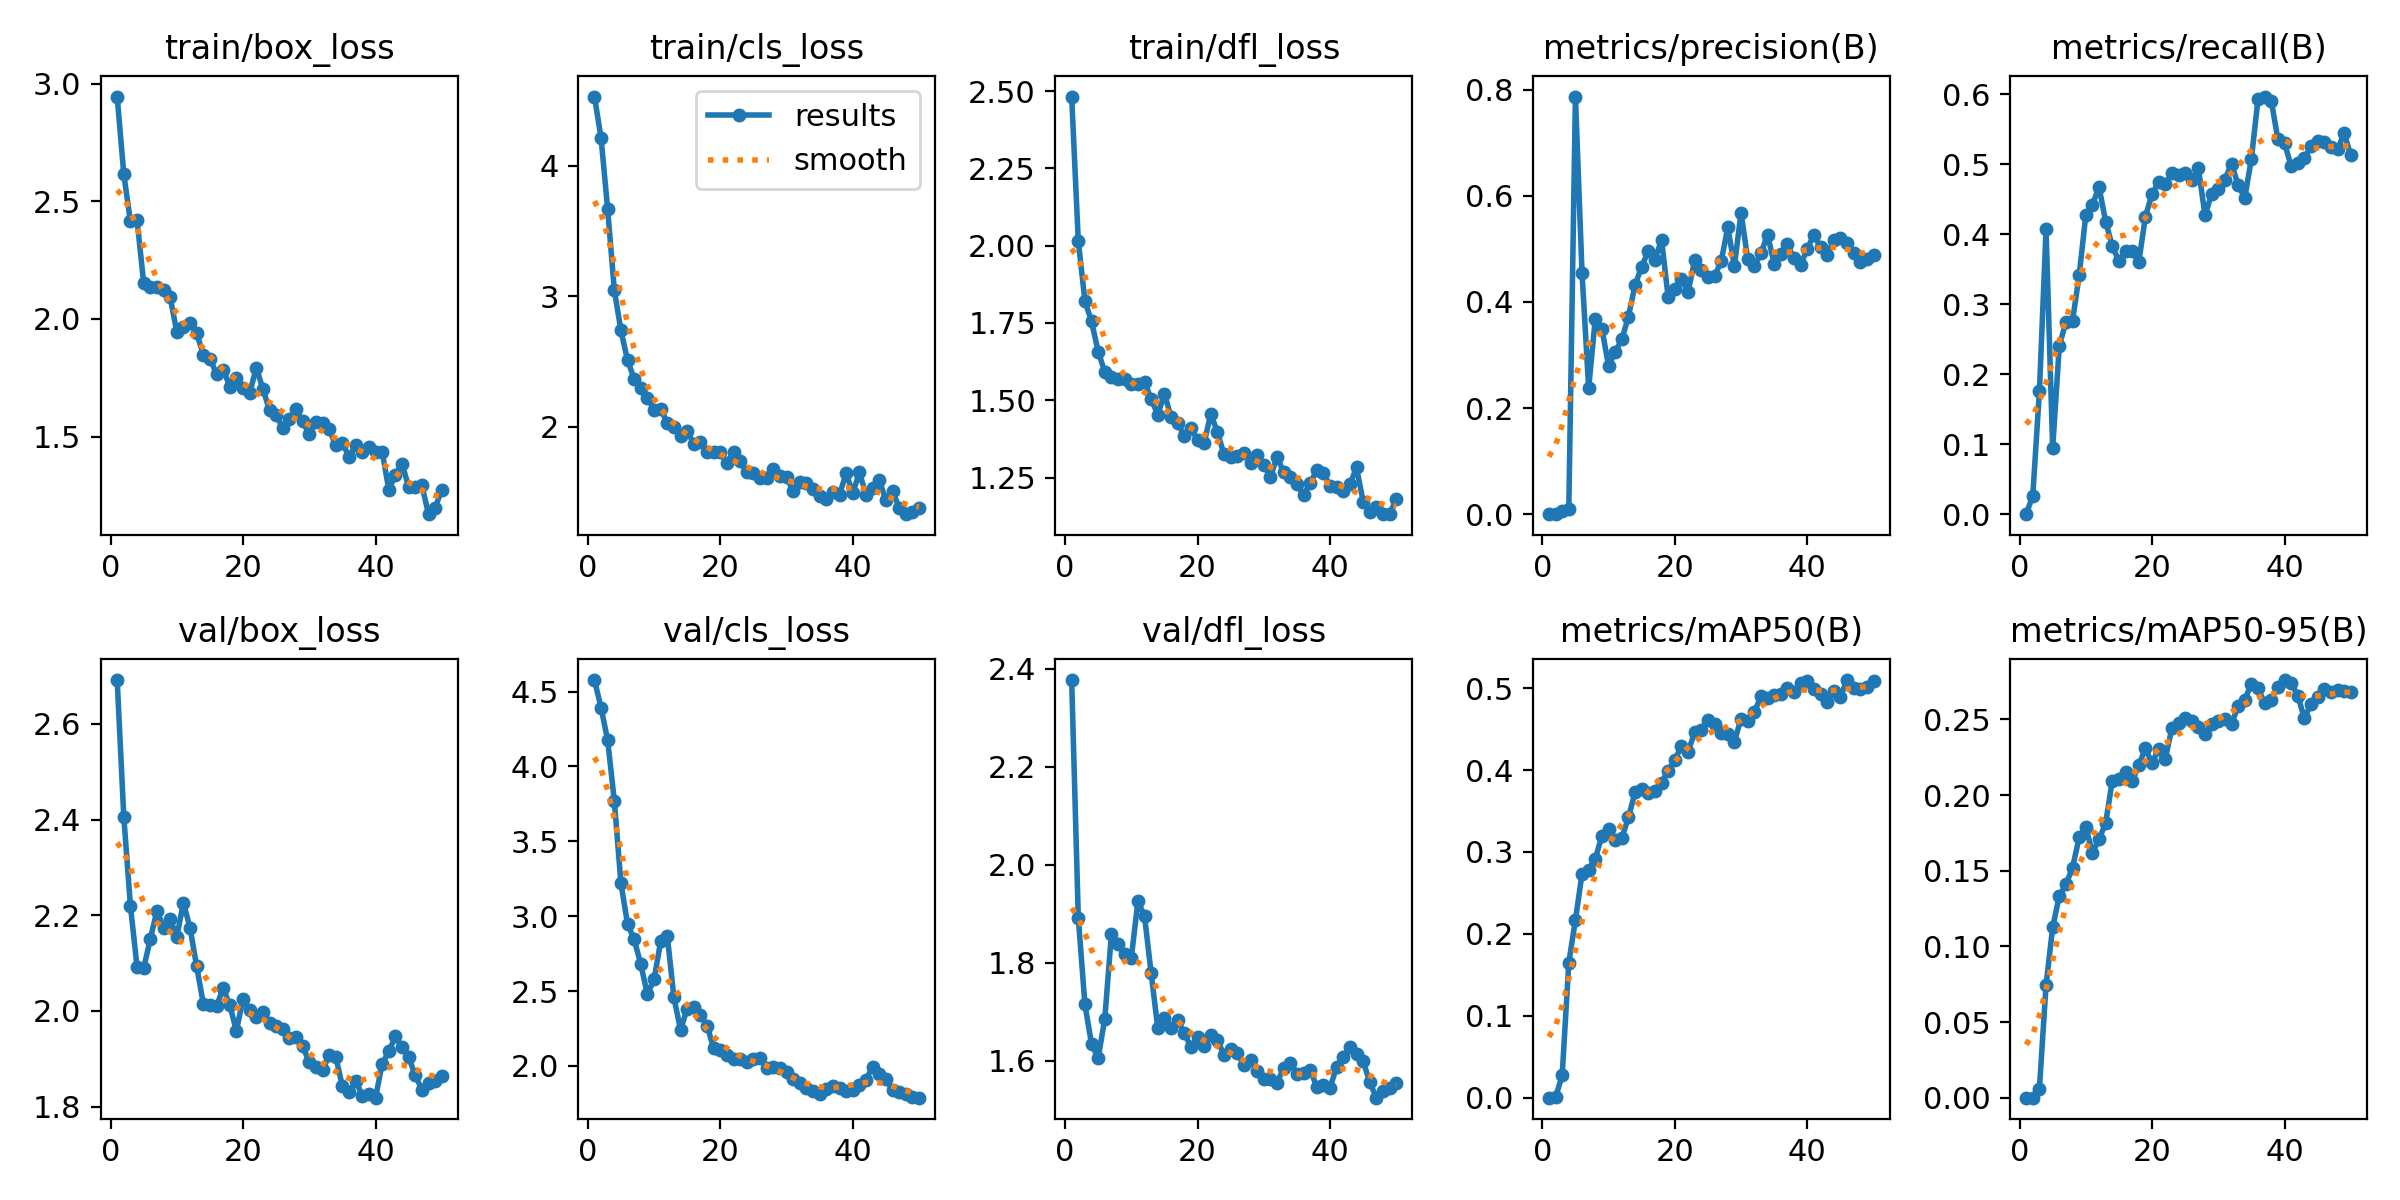 train/box_loss
3.0
2.5
2.0
1.5
0 20 40
train/cls_loss
results
smooth
4
3
2
0 20 40
train/dfl_loss
2.50
2.25
2.00
1.75
1.50
1.25
0 20 40
metrics/precision(B)
0.8
0.6
0.4
0.2
0.0
0 20 40
metrics/recall(B)
0.6
0.5
0.4
0.3
0.2
0.1
0.0
0 20 40
val/box_loss
2.6
2.4
2.2
2.0
1.8
0 20 40
val/cls_loss
4.5
4.0
3.5
3.0
2.5
2.0
0 20 40
val/dfl_loss
2.4
2.2
2.0
1.8
1.6
0 20 40
metrics/mAP50(B)
0.5
0.4
0.3
0.2
0.1
0.0
0 20 40
metrics/mAP50-95(B)
0.25
0.20
0.15
0.10
0.05
0.00
0 20 40